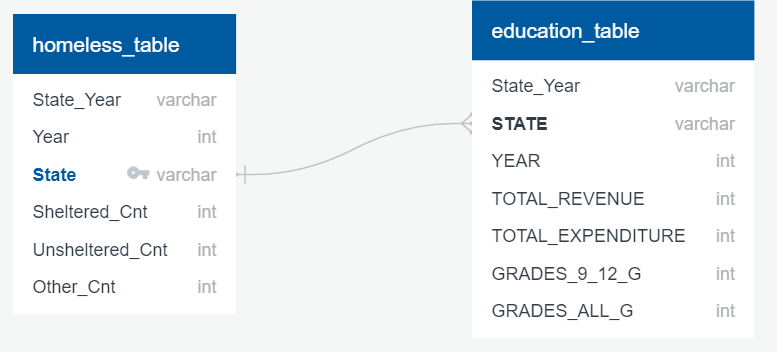 homeless_table
State_Year varchar
Year int
State varchar
Sheltered_Cnt int
Unsheltered_Cnt int
Other_Cnt int
education_table
State_Year varchar
STATE varchar
YEAR int
TOTAL_REVENUE int
TOTAL_EXPENDITURE int
GRADES_9_12_G int
GRADES_ALL_G int